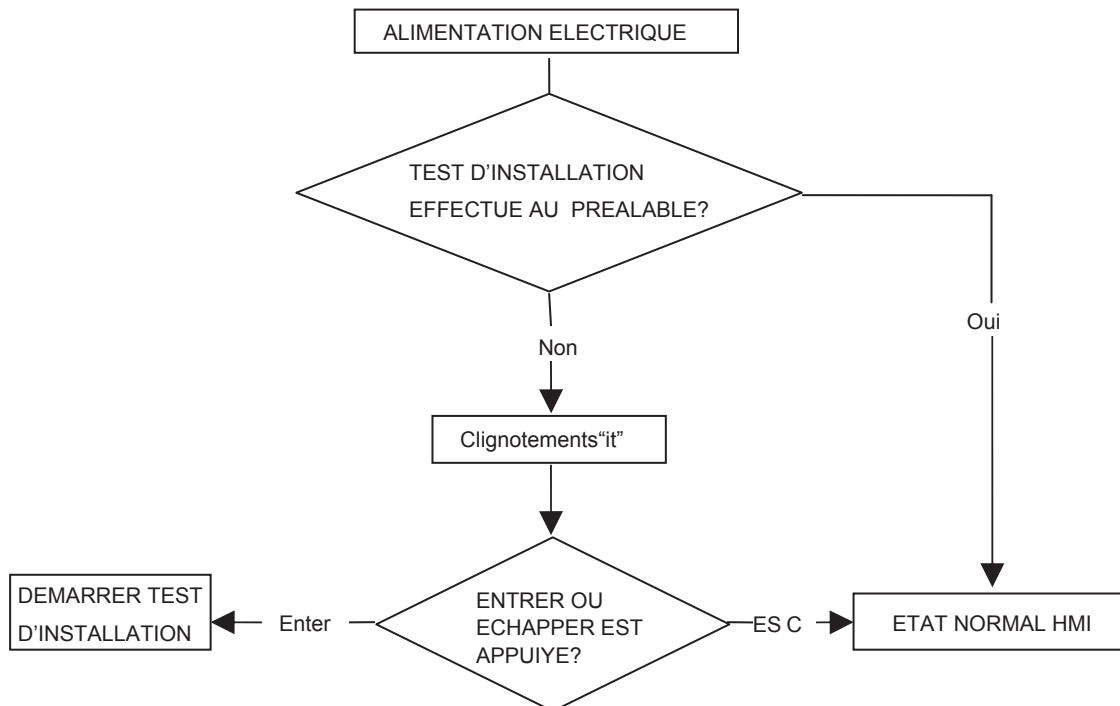 ALIMENTATION ELECTRIQUE
TEST D'INSTALLATION
EFFECTUE AU PREALABLE?
Oui
Non
Clignotements“it”
DEMARRER TEST
D'INSTALLATION
Enter
ENTRER OU
ECHAPPER EST
APPUIYE?
ES C
ETAT NORMAL HMI